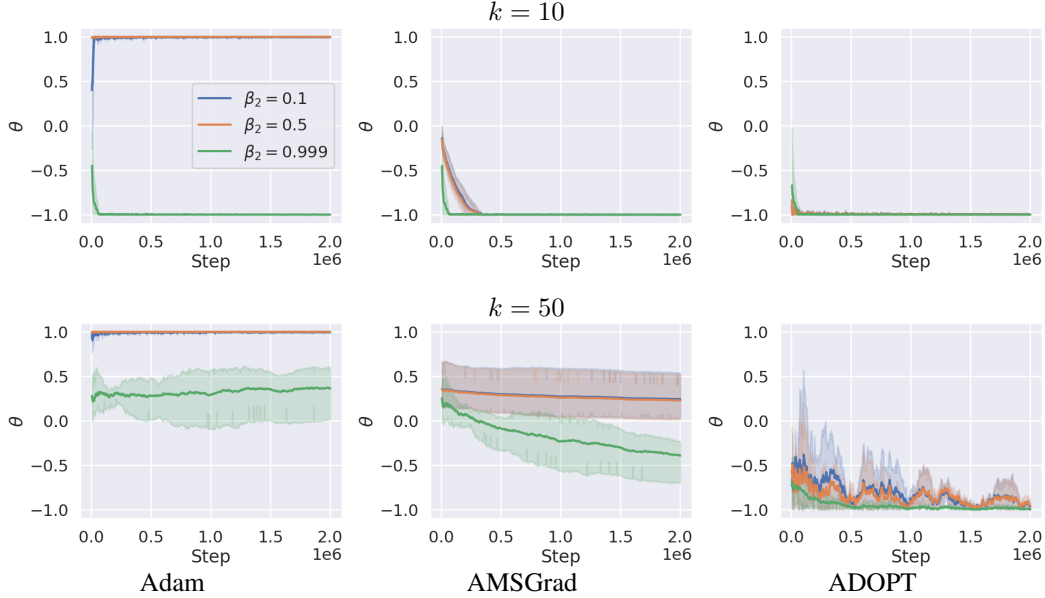 k = 10
1.0 1.0 1.0
0.5 0.5 0.5
β₂ = 0.1
θ 0.0 θ 0.0 θ 0.0
β₂ = 0.5
β₂ = 0.999
−0.5 −0.5 −0.5
−1.0 −1.0 −1.0
0.0 0.5 1.0 1.5 2.0 0.0 0.5 1.0 1.5 2.0 0.0 0.5 1.0 1.5 2.0
Step 1e6 Step 1e6 Step 1e6
k = 50
1.0 1.0 1.0
0.5 0.5 0.5
θ 0.0 θ 0.0 θ 0.0
−0.5 −0.5 −0.5
−1.0 −1.0 −1.0
0.0 0.5 1.0 1.5 2.0 0.0 0.5 1.0 1.5 2.0 0.0 0.5 1.0 1.5 2.0
Step 1e6 Step 1e6 Step 1e6
Adam AMSGrad ADOPT